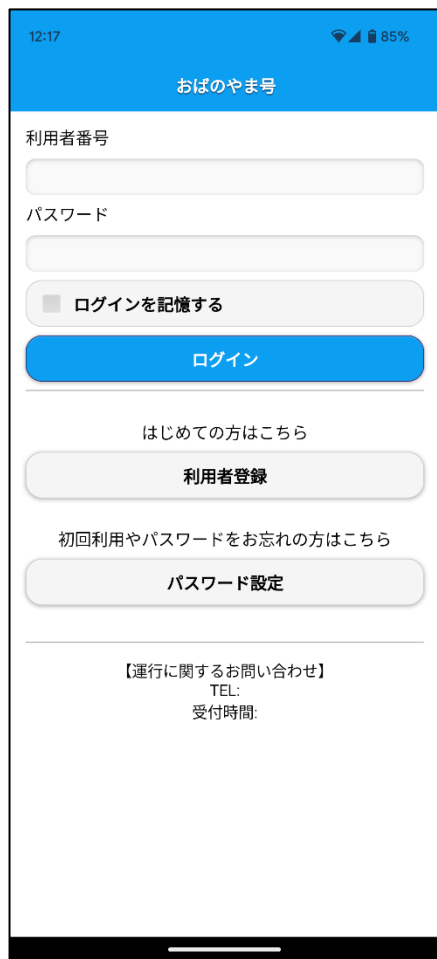 12:17 85%
おばのやま号
利用者番号
パスワード
ログインを記憶する
ログイン
はじめての方はこちら
利用者登録
初回利用やパスワードをお忘れの方はこちら
パスワード設定
【運行に関するお問い合わせ】
TEL:
受付時間: